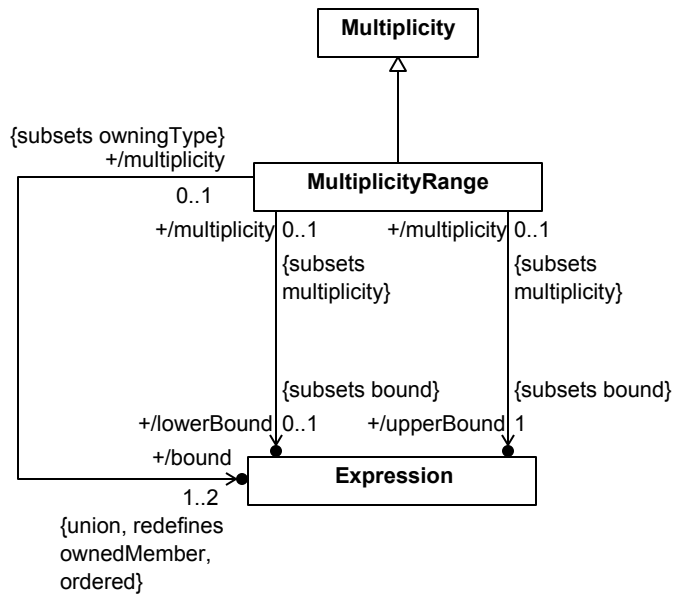 Multiplicity
{subsets owningType}
+/multiplicity
0..1
MultiplicityRange
+/multiplicity 0..1
{subsets
multiplicity}
+/multiplicity 0..1
{subsets
multiplicity}
{subsets bound}
+/lowerBound 0..1
{subsets bound}
+/upperBound 1
+/bound
1..2
Expression
{union, redefines
ownedMember,
ordered}